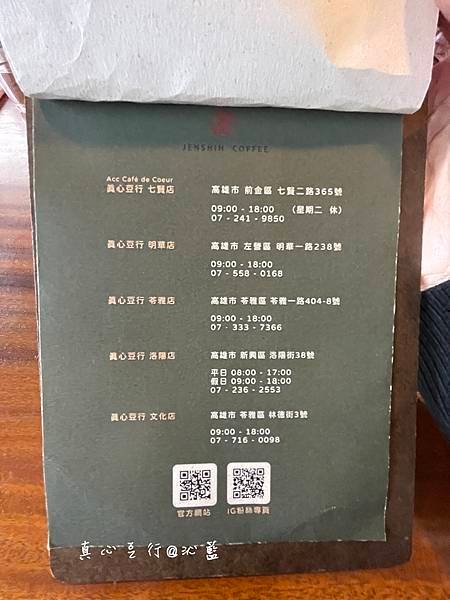 JENSHIN COFFEE
Acc Café de Coeur
真心豆行 七賢店 高雄市 前金區 七賢二路365號
09:00 - 18:00 (星期二 休)
07 - 241 - 9850
真心豆行 明華店 高雄市 左營區 明華一路238號
09:00 - 18:00
07 - 558 - 0168
真心豆行 苓雅店 高雄市 苓雅區 苓雅一路404-8號
09:00 - 18:00
07 - 333 - 7366
真心豆行 洛陽店 高雄市 新興區 洛陽街38號
平日 08:00 - 17:00
假日 09:00 - 18:00
07 - 236 - 2553
真心豆行 文化店 高雄市 苓雅區 林德街3號
09:00 - 18:00
07 - 716 - 0098
官方網站 IG粉絲專頁
真心豆行@沁蘊